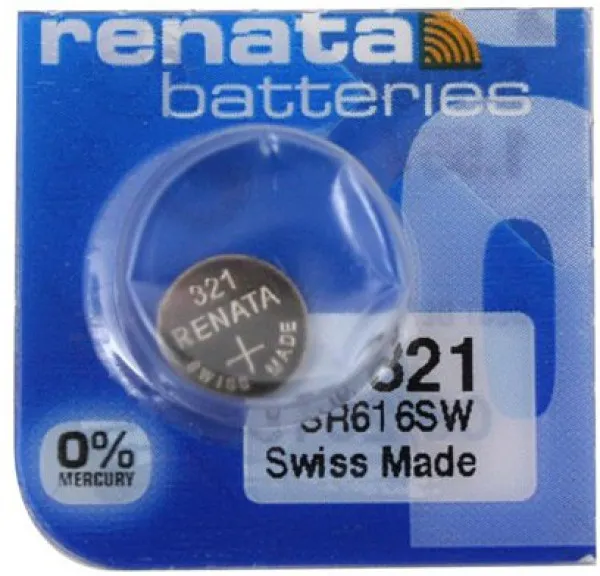 renata
batteries
321
RENATA
+
SWISS MADE
321
SR616SW
Swiss Made
0%
MERCURY